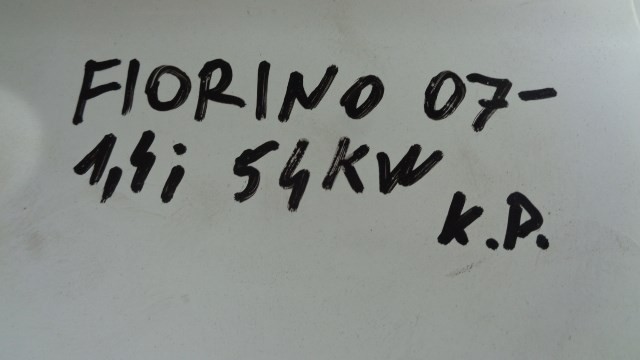 FIORINO 07-
1,4i 54KW
K.P.